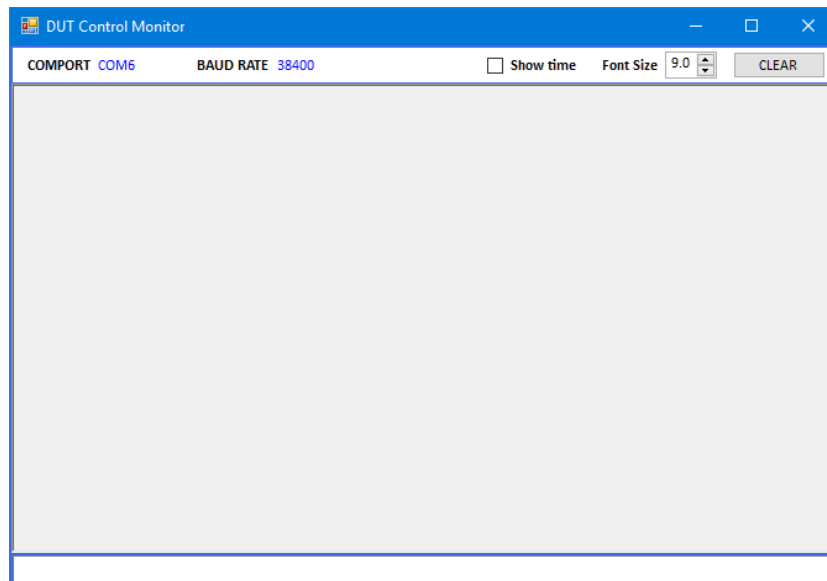 DUT Control Monitor
COMPORT COM6 BAUD RATE 38400 Show time Font Size 9.0 CLEAR